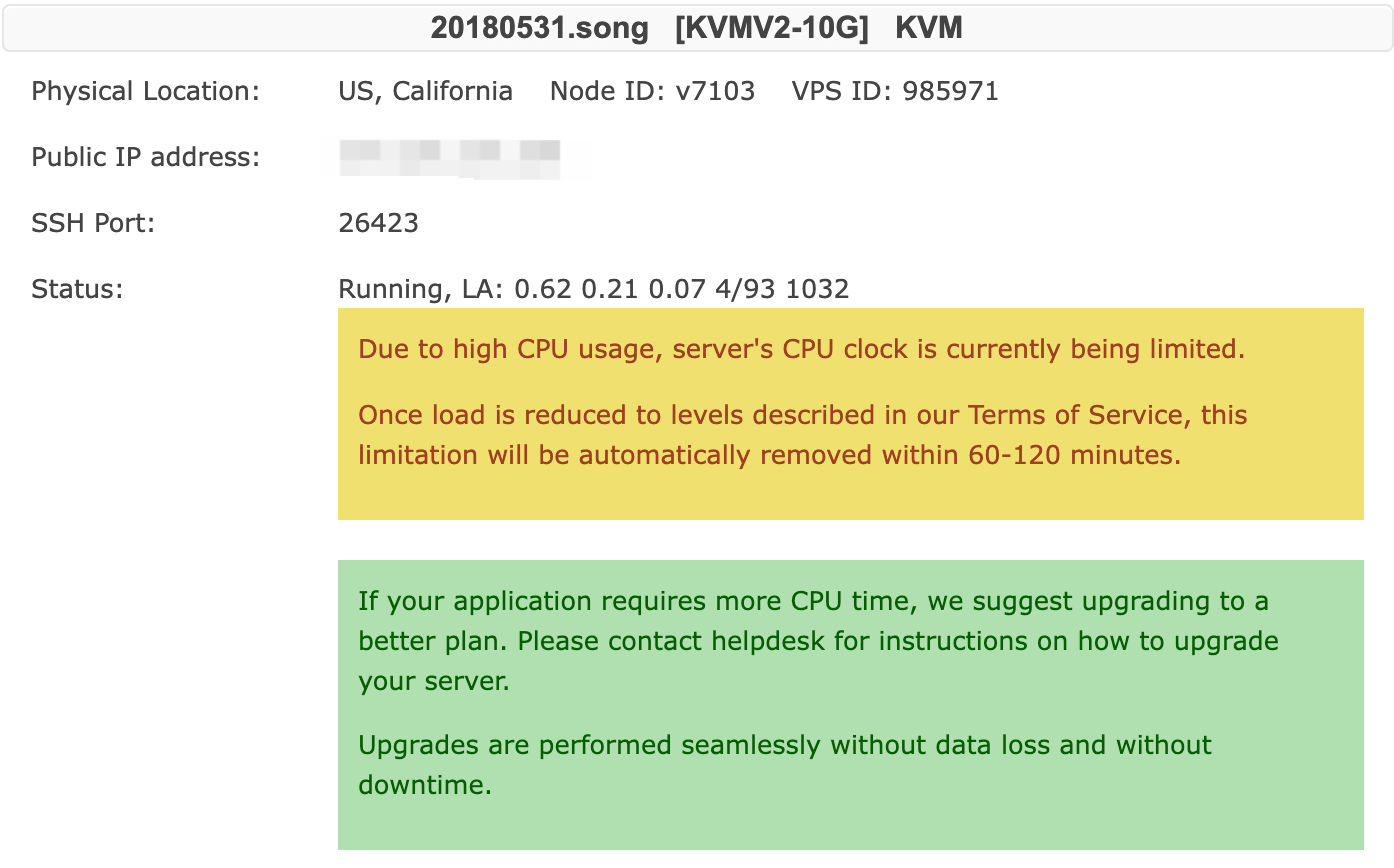 20180531.song [KVMV2-10G] KVM
Physical Location: US, California Node ID: v7103 VPS ID: 985971
Public IP address:
SSH Port: 26423
Status: Running, LA: 0.62 0.21 0.07 4/93 1032
Due to high CPU usage, server's CPU clock is currently being limited.
Once load is reduced to levels described in our Terms of Service, this
limitation will be automatically removed within 60-120 minutes.
If your application requires more CPU time, we suggest upgrading to a
better plan. Please contact helpdesk for instructions on how to upgrade
your server.
Upgrades are performed seamlessly without data loss and without
downtime.